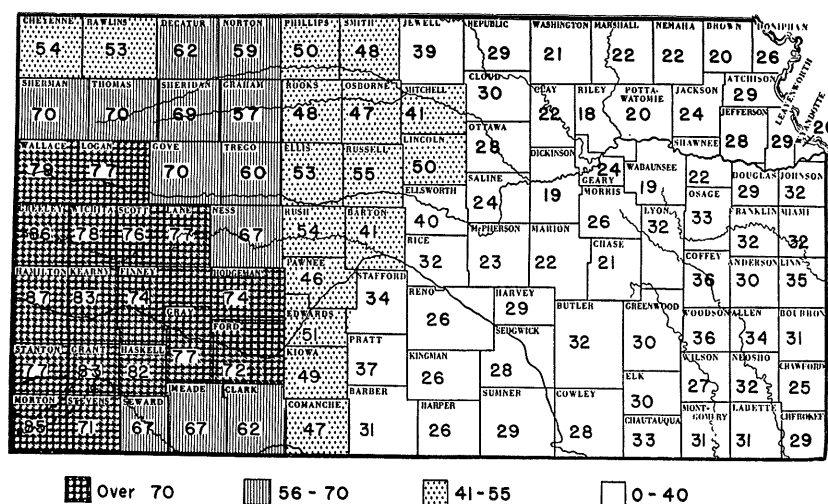 CHEYENNE RAWLINS DECATUR NORTON PHILLIPS SMITH JEWELL REPUBLIC WASHINGTON MARSHALL NEMAHA BROWN DONIPHAN
54 53 62 59 50 48 39 29 21 22 22 20 26
SHERMAN THOMAS SHERIDAN GRAHAM ROOKS OSBORNE MITCHELL CLOUD CLAY RILEY POTTA-WATOMIE JACKSON ATCHISON LEAVENWORTH WYANDOTTE
70 70 69 57 48 47 41 30 22 18 20 24 29
JEFFERSON
28 29
WALLACE LOGAN GOVE TREGO ELLIS RUSSELL LINCOLN OTTAWA DICKINSON GEARY WABAUNSEE SHAWNEE DOUGLAS JOHNSON
79 77 70 60 53 55 50 28 19 24 19 22 29 32
ELLSWORTH SALINE MORRIS OSAGE
40 24 26 33
GREELEY WICHITA SCOTT LANE NESS RUSH BARTON RICE McPHERSON MARION CHASE LYON FRANKLIN MIAMI
86 78 76 77 67 54 41 32 23 22 21 32 32 32
HAMILTON KEARNY FINNEY HODGEMAN PAWNEE STAFFORD COFFEY ANDERSON LINN
87 83 74 74 46 34 36 30 35
GRAY FORD EDWARDS RENO HARVEY BUTLER GREENWOOD WOODSON ALLEN BOURBON
77 72 51 26 29 32 30 36 34 31
STANTON GRANT HASKELL KIOWA PRATT KINGMAN SEDGWICK ELK WILSON NEOSHO CRAWFORD
77 83 82 49 37 26 28 30 27 32 25
MORTON STEVENS SEWARD MEADE CLARK COMANCHE BARBER HARPER SUMNER COWLEY CHAUTAUQUA MONT-GOMERY LABETTE CHEROKEE
85 71 67 67 62 47 31 26 29 28 33 31 31 29
Over 70 56-70 41-55 0-40